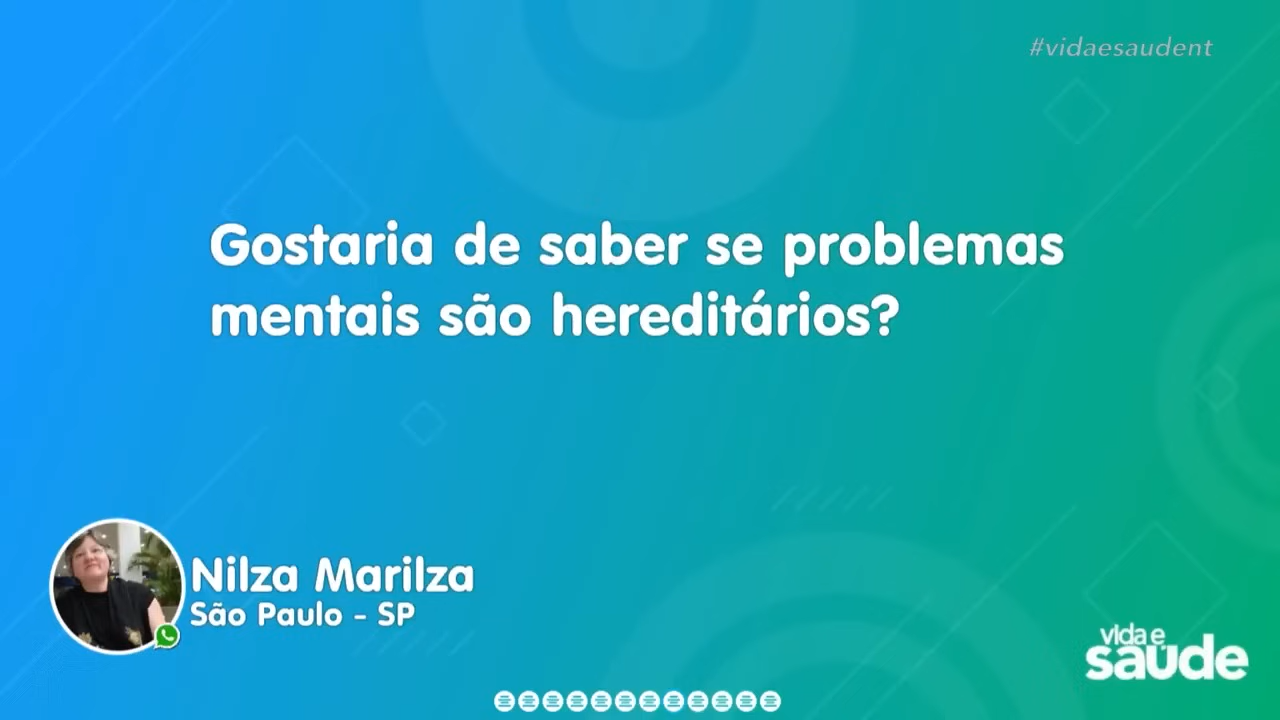 #vidaesaudent
Gostaria de saber se problemas
mentais são hereditários?
Nilza Marilza
São Paulo - SP
vida e
saúde